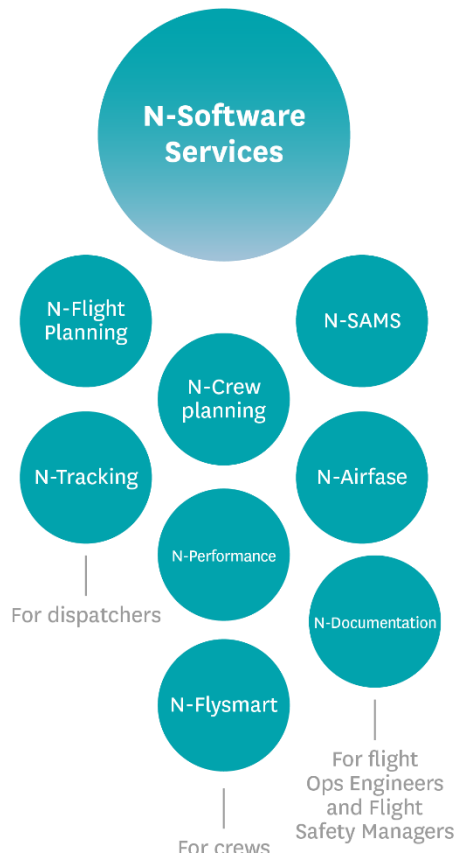 N-Software
Services
N-Flight
Planning
N-SAMS
N-Crew
planning
N-Tracking
N-Airfase
N-Performance
For dispatchers
N-Documentation
N-Flysmart
For flight
Ops Engineers
and Flight
Safety Managers
For crews